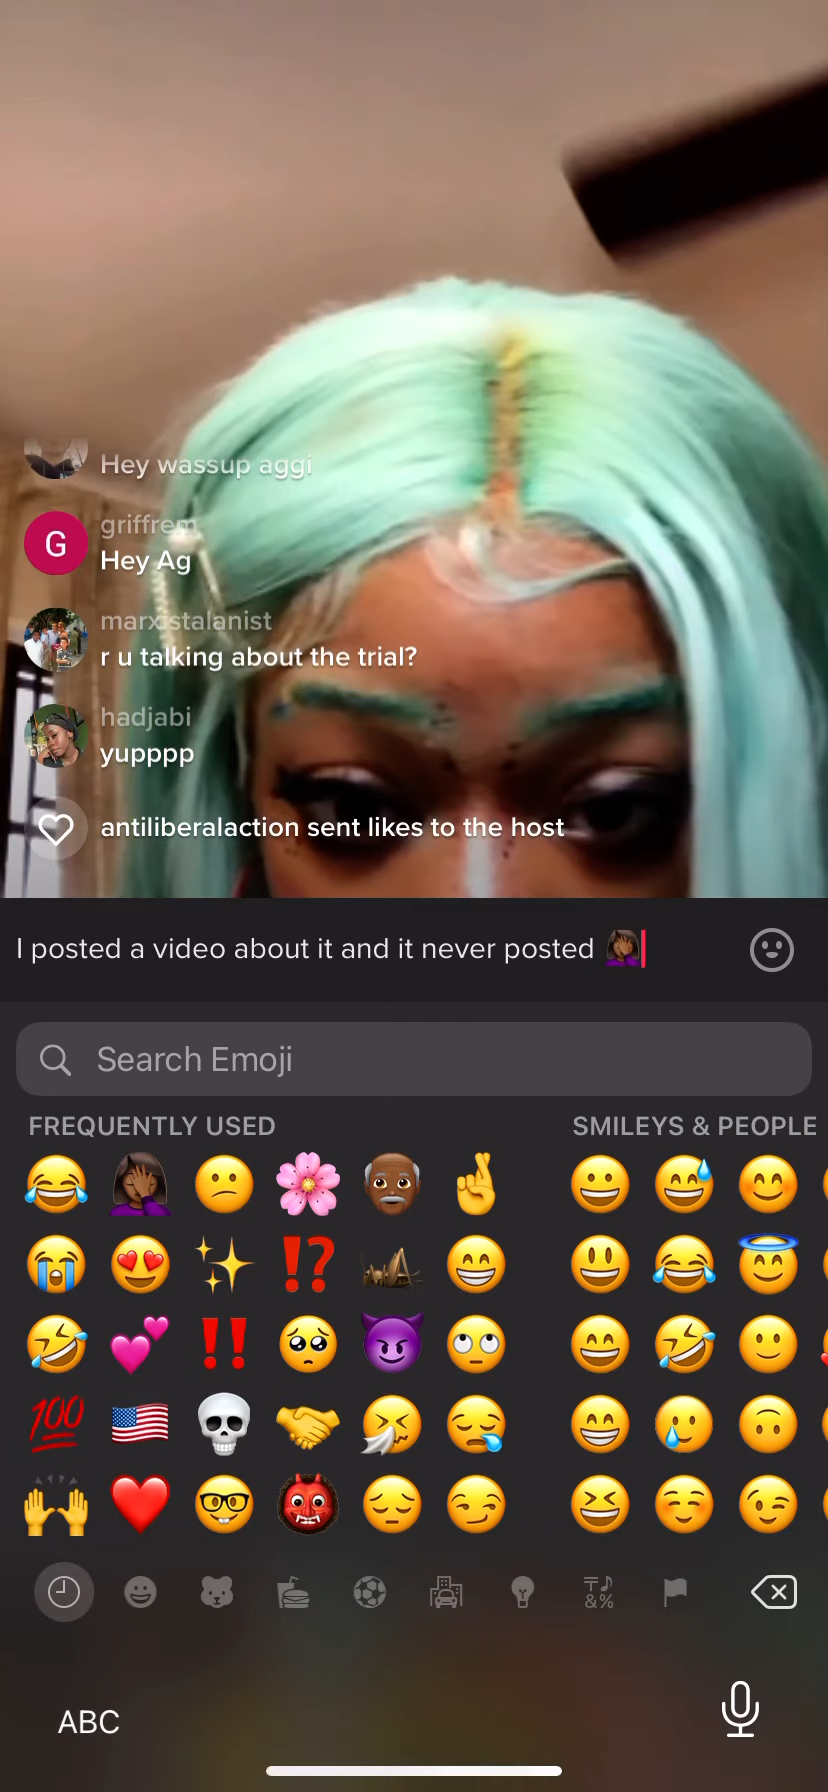 Hey wassup aggi
G
griffrem
Hey Ag
marxistalanist
r u talking about the trial?
hadjabi
yupppp
antiliberalaction sent likes to the host
I posted a video about it and it never posted 🤦🏾‍♀️
Search Emoji
FREQUENTLY USED
SMILEYS & PEOPLE
ABC